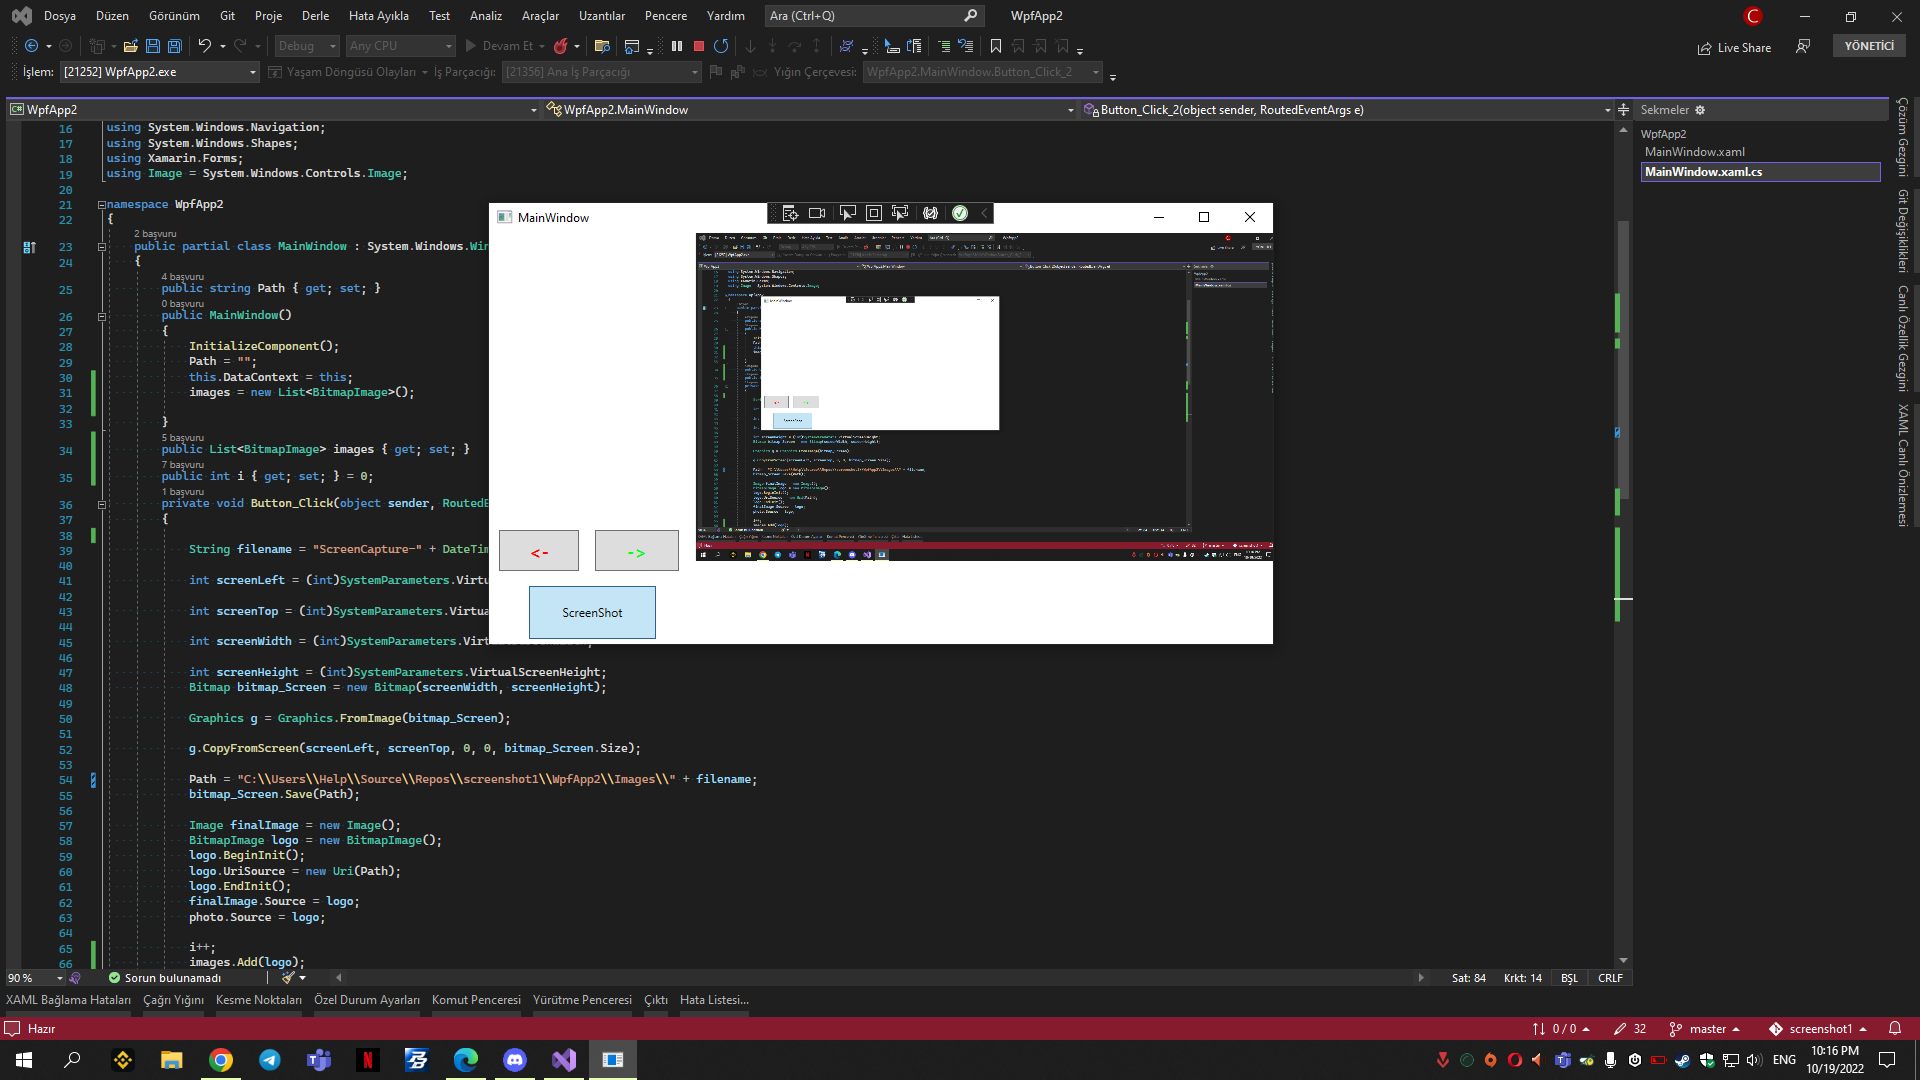 Dosya Düzen Görünüm Git Proje Derle Hata Ayıkla Test Analiz Araçlar Uzantılar Pencere Yardım Ara (Ctrl+Q) WpfApp2 C
Debug Any CPU Devam Et Live Share YÖNETİCİ
İşlem: [21252] WpfApp2.exe Yaşam Döngüsü Olayları İş Parçacığı: [21356] Ana İş Parçacığı Yığın Çerçevesi: WpfApp2.MainWindow.Button_Click_2
C# WpfApp2 WpfApp2.MainWindow Button_Click_2(object sender, RoutedEventArgs e) Sekmeler
WpfApp2
MainWindow.xaml
MainWindow.xaml.cs
Çözüm Gezgini
Git Değişiklikleri
Canlı Özellik Gezgini
XAML Canlı Önizlemesi
16 using System.Windows.Navigation;
17 using System.Windows.Shapes;
18 using Xamarin.Forms;
19 using Image = System.Windows.Controls.Image;
20
21 namespace WpfApp2
22 {
2 başvuru
23 public partial class MainWindow : System.Windows.Win
24 {
4 başvuru
25 public string Path { get; set; }
0 başvuru
26 public MainWindow()
27 {
28 InitializeComponent();
29 Path = "";
30 this.DataContext = this;
31 images = new List<BitmapImage>();
32
33 }
5 başvuru
34 public List<BitmapImage> images { get; set; }
7 başvuru
35 public int i { get; set; } = 0;
1 başvuru
36 private void Button_Click(object sender, RoutedE
37 {
38
39 String filename = "ScreenCapture-" + DateTim
40
41 int screenLeft = (int)SystemParameters.Virtu
42
43 int screenTop = (int)SystemParameters.Virtua
44
45 int screenWidth = (int)SystemParameters.Virt
46
47 int screenHeight = (int)SystemParameters.VirtualScreenHeight;
48 Bitmap bitmap_Screen = new Bitmap(screenWidth, screenHeight);
49
50 Graphics g = Graphics.FromImage(bitmap_Screen);
51
52 g.CopyFromScreen(screenLeft, screenTop, 0, 0, bitmap_Screen.Size);
53
54 Path = "C:\\Users\\Help\\Source\\Repos\\screenshot1\\WpfApp2\\Images\\" + filename;
55 bitmap_Screen.Save(Path);
56
57 Image finalImage = new Image();
58 BitmapImage logo = new BitmapImage();
59 logo.BeginInit();
60 logo.UriSource = new Uri(Path);
61 logo.EndInit();
62 finalImage.Source = logo;
63 photo.Source = logo;
64
65 i++;
66 images.Add(logo);
MainWindow
<- ->
ScreenShot
90 % Sorun bulunamadı Sat: 84 Krkt: 14 BŞL CRLF
XAML Bağlama Hataları Çağrı Yığını Kesme Noktaları Özel Durum Ayarları Komut Penceresi Yürütme Penceresi Çıktı Hata Listesi...
Hazır 0 / 0 32 master screenshot1
ENG 10:16 PM
10/19/2022